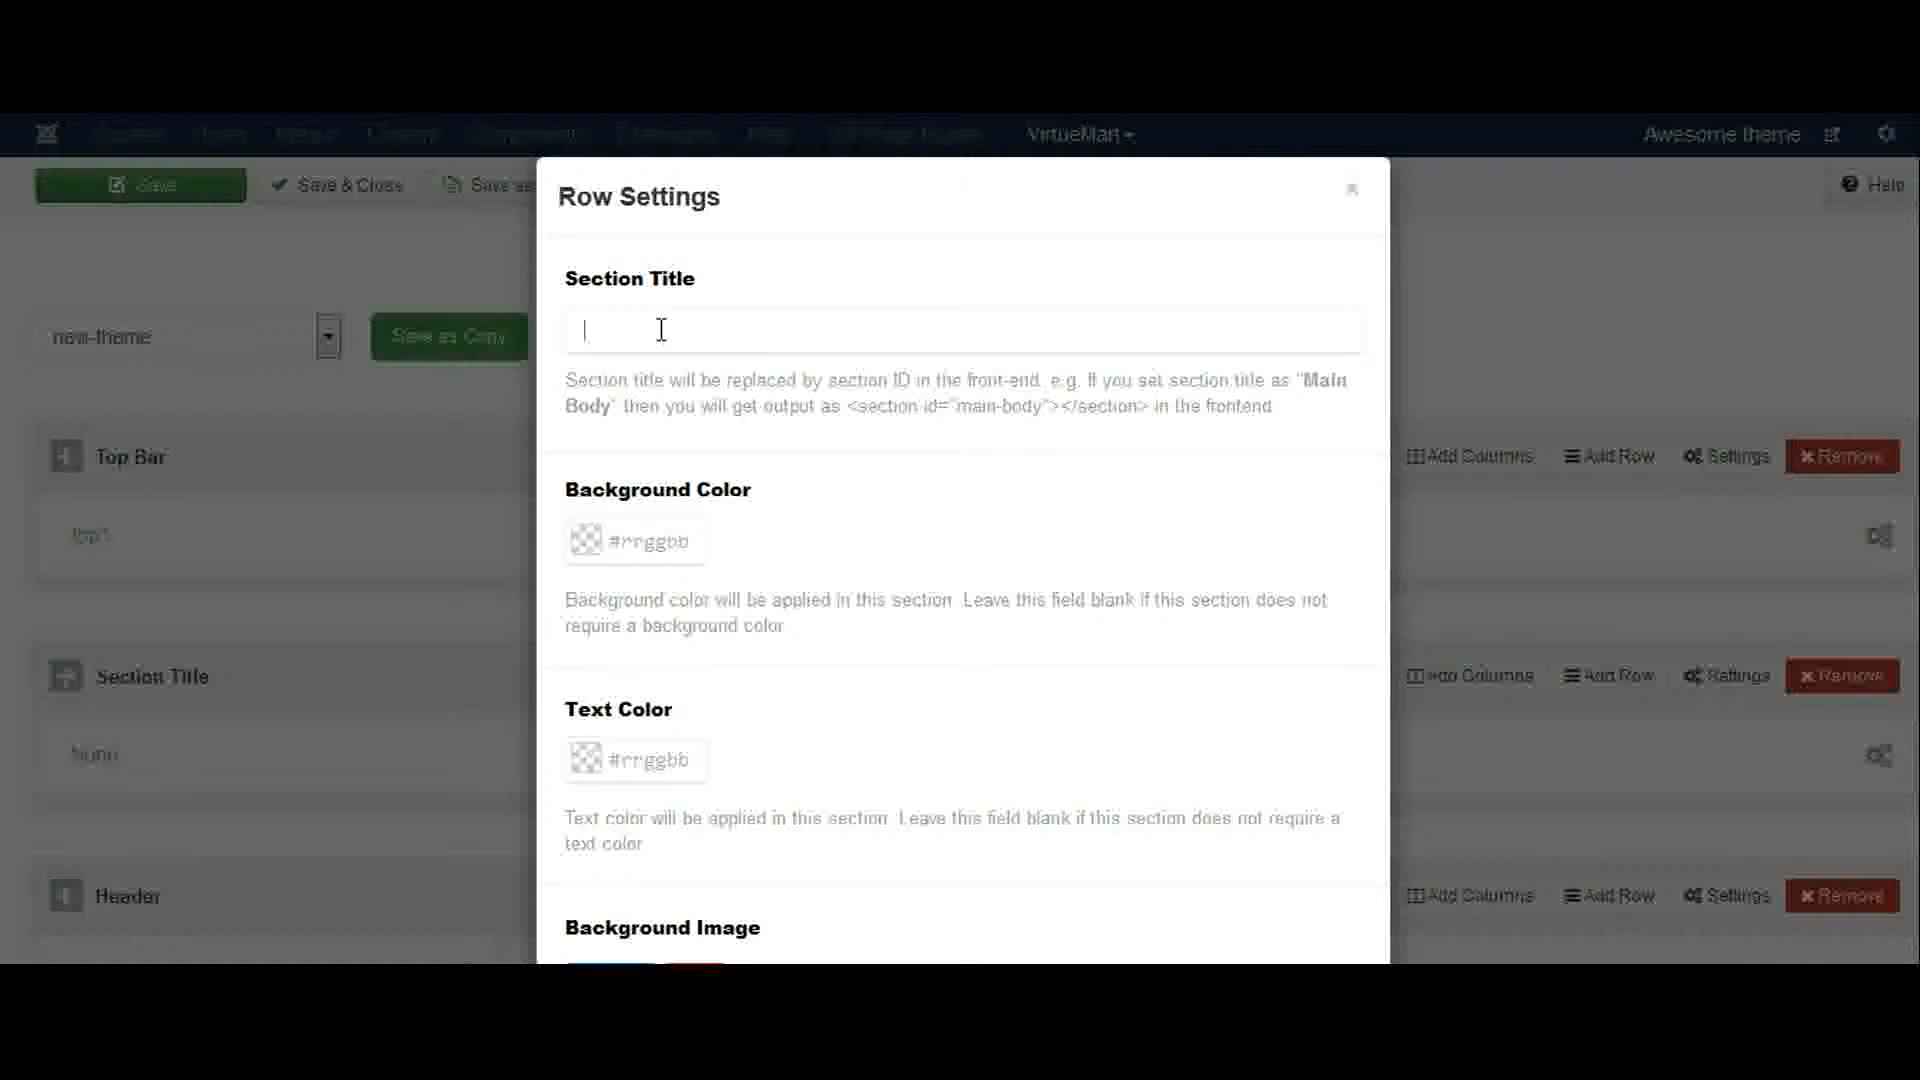 VirtueMart
Awesome theme
Save
Save & Close
Save as
Help
Row Settings
×
Section Title
Section title will be replaced by section ID in the front-end. e.g. If you set section title as "Main
Body" then you will get output as <section id="main-body"></section> in the frontend
new-theme
Save as Copy
Background Color
#rrggbb
Background color will be applied in this section. Leave this field blank if this section does not
require a background color
Text Color
#rrggbb
Text color will be applied in this section. Leave this field blank if this section does not require a
text color
Background Image
Top Bar
Add Columns
Add Row
Settings
Remove
top1
Section Title
Add Columns
Add Row
Settings
Remove
None
Header
Add Columns
Add Row
Settings
Remove